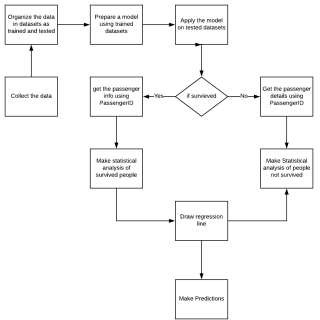 Organize the data
in datasets as
trained and tested
Prepare a model
using trained
datasets
Apply the model
on tested datasets
Collect the data
get the passenger
info using
PassengerID
Yes
if survieved
No
Get the passenger
details using
PassengerID
Make statistical
analysis of
survived people
Make Statistical
analysis of people
not survived
Draw regression
line
Make Predictions